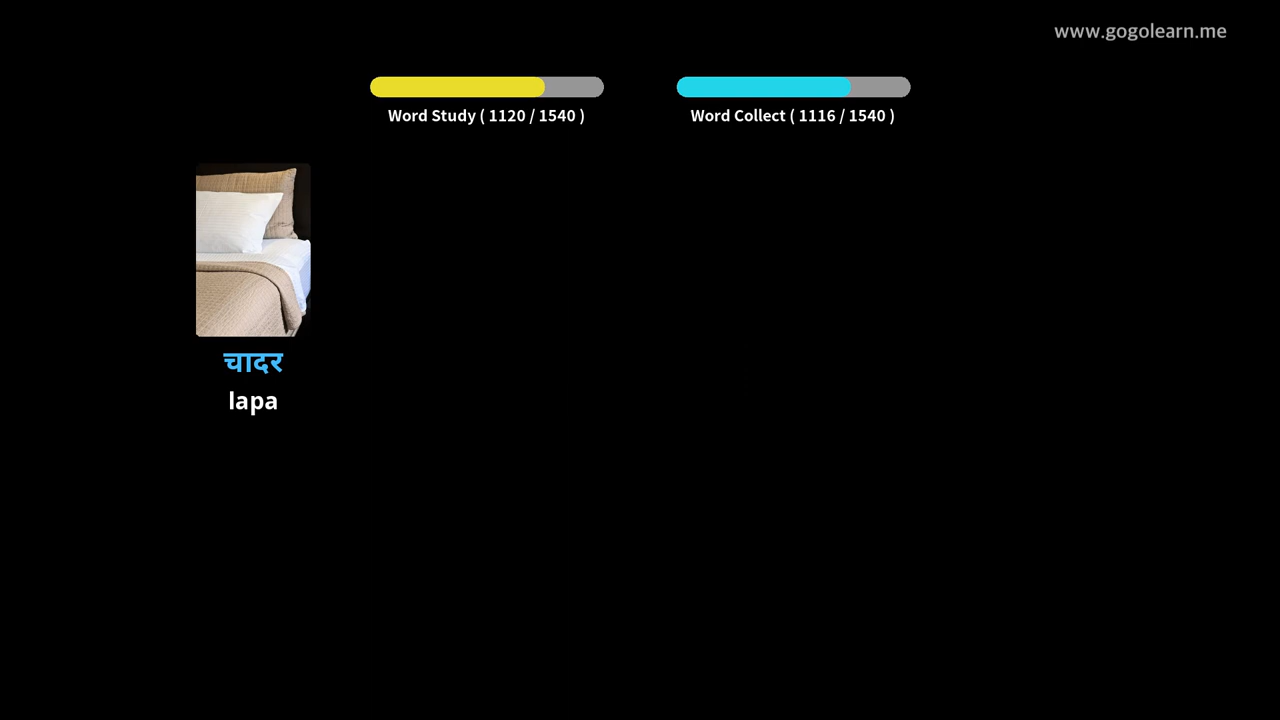 www.gogolearn.me
Word Study ( 1120 / 1540 )
Word Collect ( 1116 / 1540 )
चादर
lapa